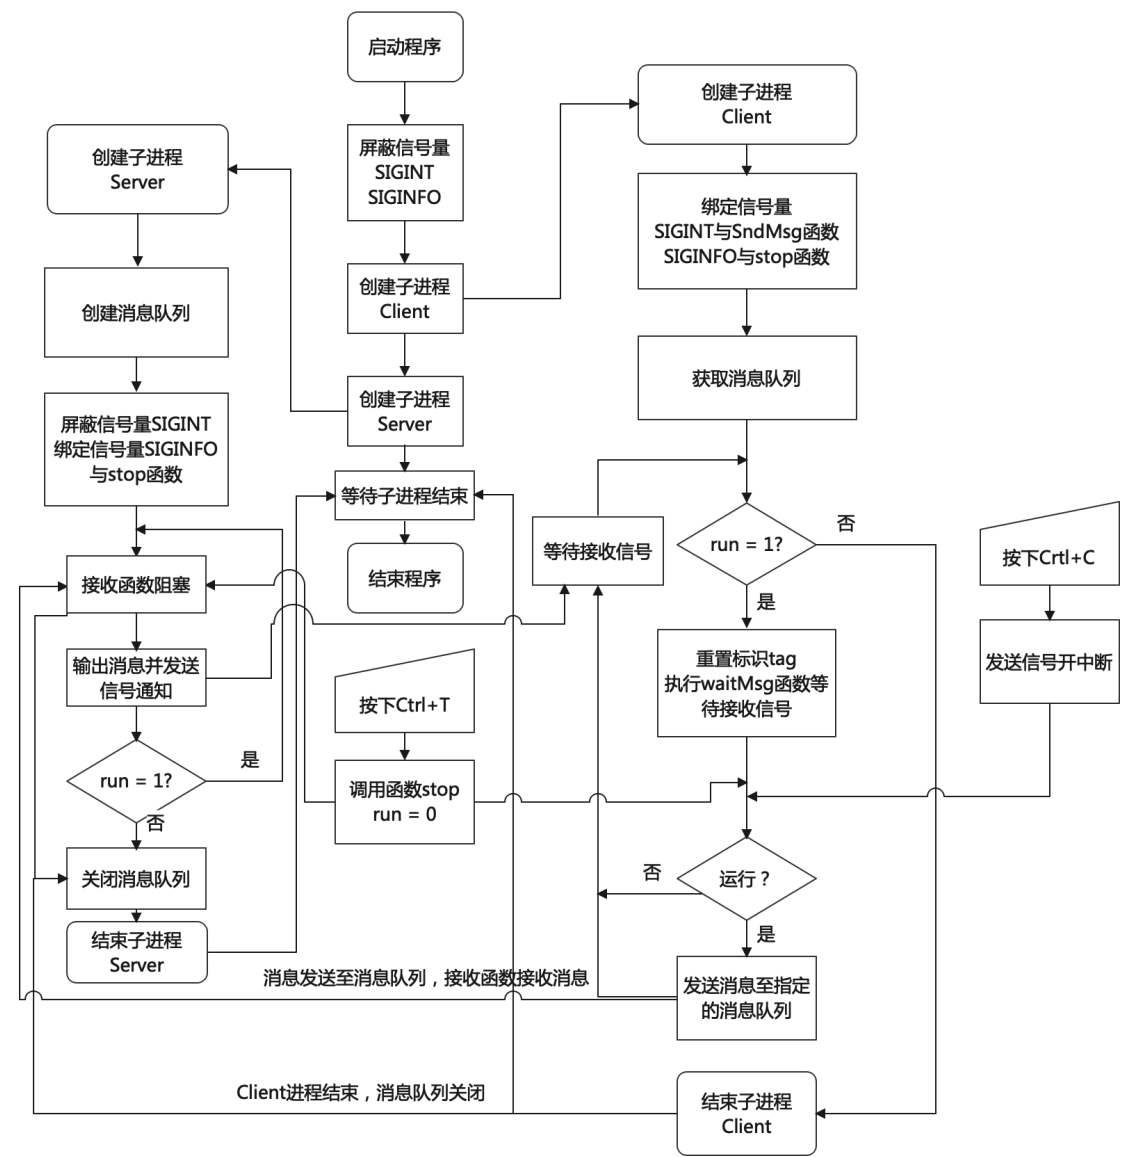 启动程序
屏蔽信号量
SIGINT
SIGINFO
创建子进程
Client
创建子进程
Server
等待子进程结束
结束程序
创建子进程
Server
创建消息队列
屏蔽信号量SIGINT
绑定信号量SIGINFO
与stop函数
接收函数阻塞
输出消息并发送
信号通知
run = 1?
是
否
关闭消息队列
结束子进程
Server
按下Ctrl+T
调用函数stop
run = 0
创建子进程
Client
绑定信号量
SIGINT与SndMsg函数
SIGINFO与stop函数
获取消息队列
等待接收信号
run = 1?
否
是
重置标识tag
执行waitMsg函数等
待接收信号
按下Crtl+C
发送信号开中断
运行？
否
是
发送消息至指定
的消息队列
消息发送至消息队列，接收函数接收消息
Client进程结束，消息队列关闭
结束子进程
Client